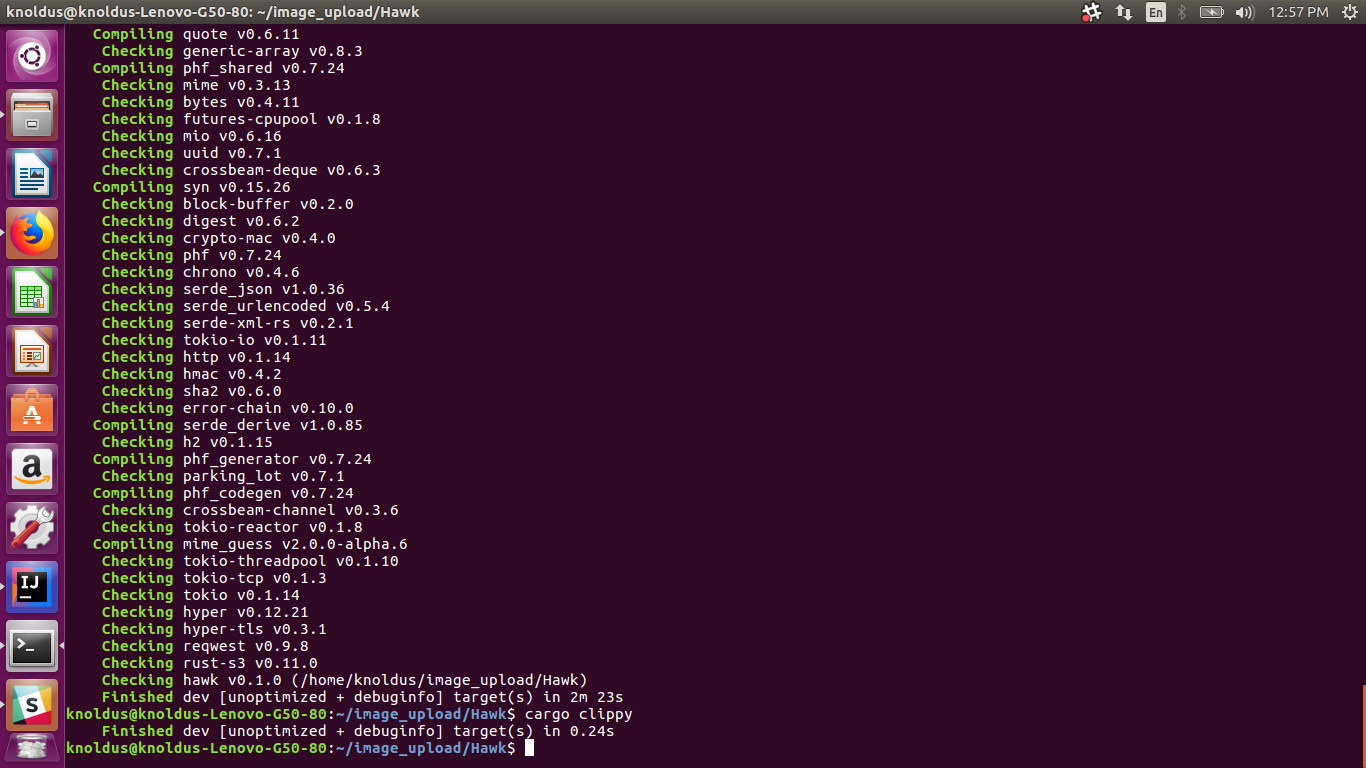 knoldus@knoldus-Lenovo-G50-80: ~/image_upload/Hawk
En
12:57 PM
Compiling quote v0.6.11
Checking generic-array v0.8.3
Compiling phf_shared v0.7.24
Checking mime v0.3.13
Checking bytes v0.4.11
Checking futures-cpupool v0.1.8
Checking mio v0.6.16
Checking uuid v0.7.1
Checking crossbeam-deque v0.6.3
Compiling syn v0.15.26
Checking block-buffer v0.2.0
Checking digest v0.6.2
Checking crypto-mac v0.4.0
Checking phf v0.7.24
Checking chrono v0.4.6
Checking serde_json v1.0.36
Checking serde_urlencoded v0.5.4
Checking serde-xml-rs v0.2.1
Checking tokio-io v0.1.11
Checking http v0.1.14
Checking hmac v0.4.2
Checking sha2 v0.6.0
Checking error-chain v0.10.0
Compiling serde_derive v1.0.85
Checking h2 v0.1.15
Compiling phf_generator v0.7.24
Checking parking_lot v0.7.1
Compiling phf_codegen v0.7.24
Checking crossbeam-channel v0.3.6
Checking tokio-reactor v0.1.8
Compiling mime_guess v2.0.0-alpha.6
Checking tokio-threadpool v0.1.10
Checking tokio-tcp v0.1.3
Checking tokio v0.1.14
Checking hyper v0.12.21
Checking hyper-tls v0.3.1
Checking reqwest v0.9.8
Checking rust-s3 v0.11.0
Checking hawk v0.1.0 (/home/knoldus/image_upload/Hawk)
Finished dev [unoptimized + debuginfo] target(s) in 2m 23s
knoldus@knoldus-Lenovo-G50-80:~/image_upload/Hawk$ cargo clippy
Finished dev [unoptimized + debuginfo] target(s) in 0.24s
knoldus@knoldus-Lenovo-G50-80:~/image_upload/Hawk$
A
a
IJ
>_
S